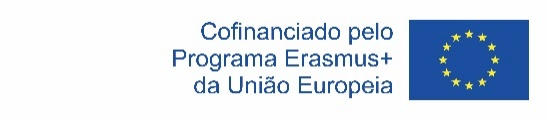 Cofinanciado pelo
Programa Erasmus+
da União Europeia